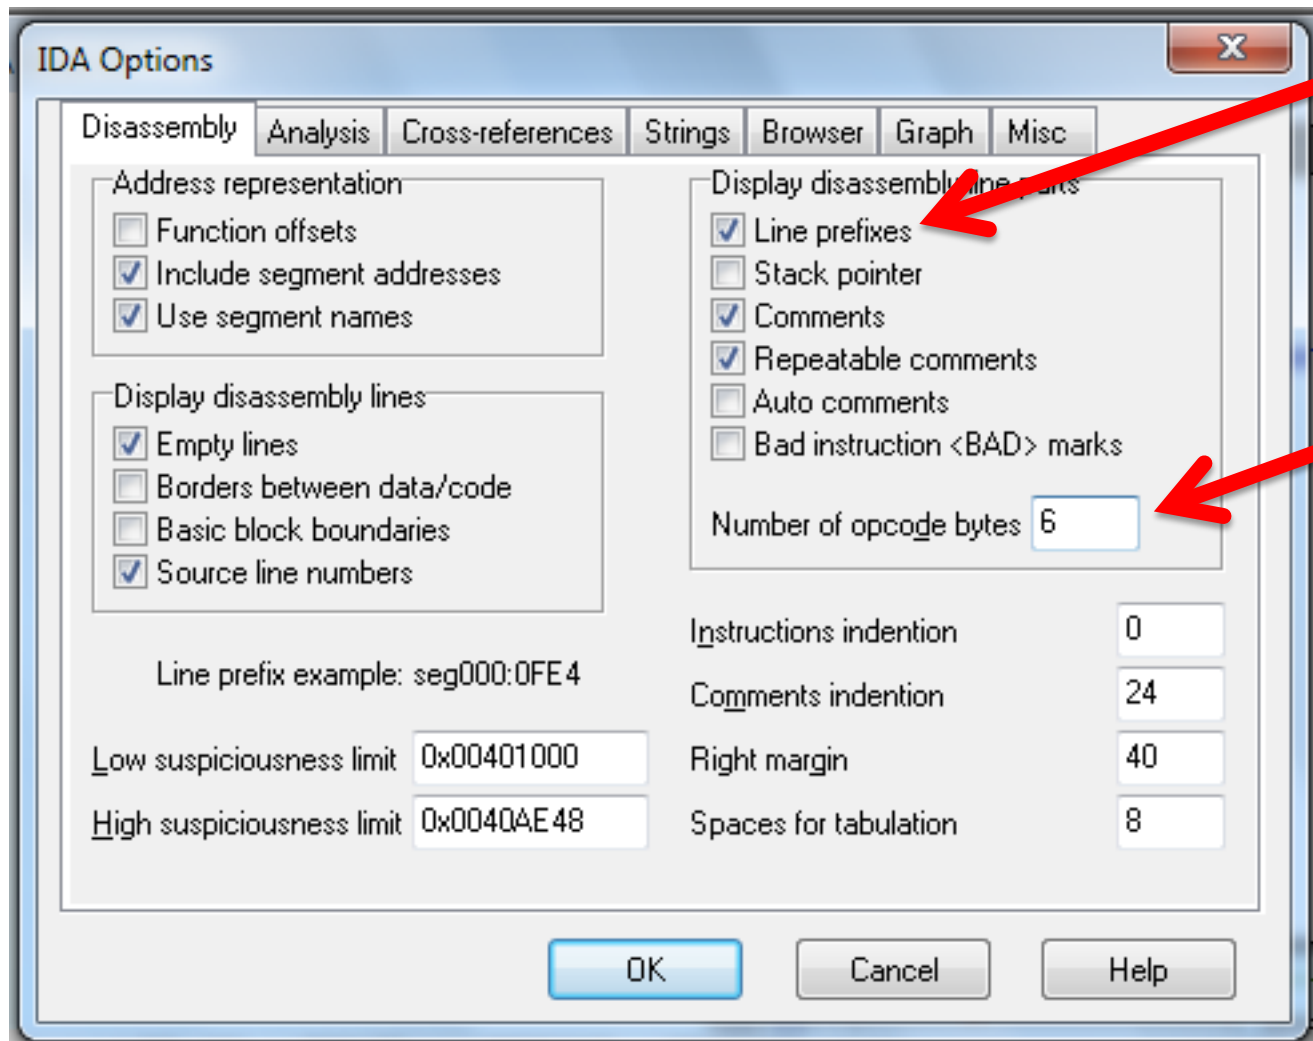 IDA Options
Disassembly Analysis Cross-references Strings Browser Graph Misc
Address representation
Function offsets
Include segment addresses
Use segment names
Display disassembly lines
Empty lines
Borders between data/code
Basic block boundaries
Source line numbers
Line prefix example: seg000:0FE4
Low suspiciousness limit 0x00401000
High suspiciousness limit 0x0040AE48
Display disassembly line parts
Line prefixes
Stack pointer
Comments
Repeatable comments
Auto comments
Bad instruction <BAD> marks
Number of opcode bytes 6
Instructions indention 0
Comments indention 24
Right margin 40
Spaces for tabulation 8
OK Cancel Help